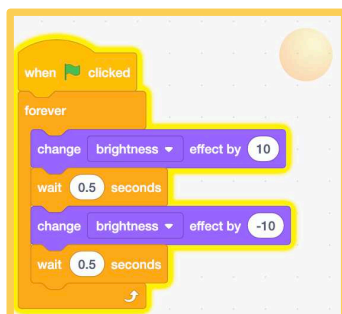 when clicked
forever
change brightness effect by 10
wait 0.5 seconds
change brightness effect by -10
wait 0.5 seconds